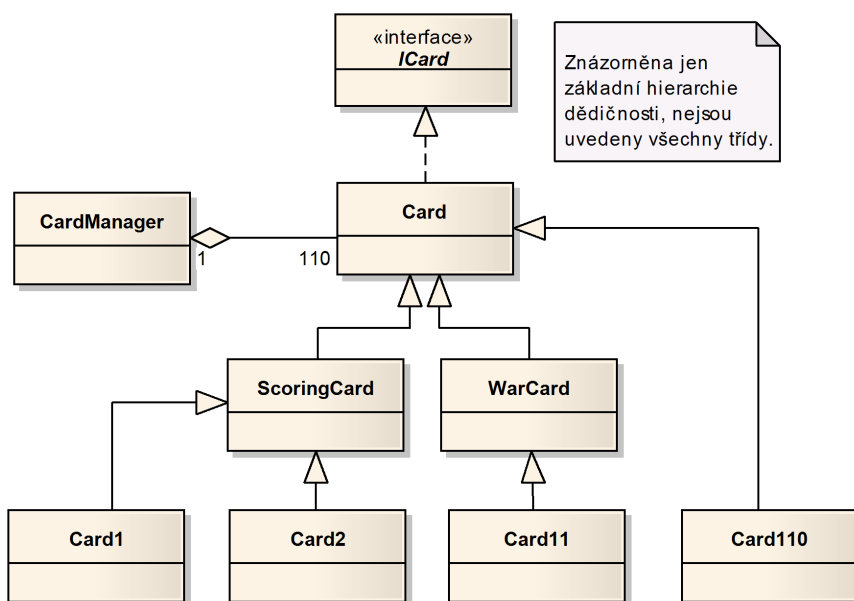 «interface»
ICard
Znázorněna jen
základní hierarchie
dědičnosti, nejsou
uvedeny všechny třídy.
CardManager
Card
1
110
ScoringCard
WarCard
Card1
Card2
Card11
Card110